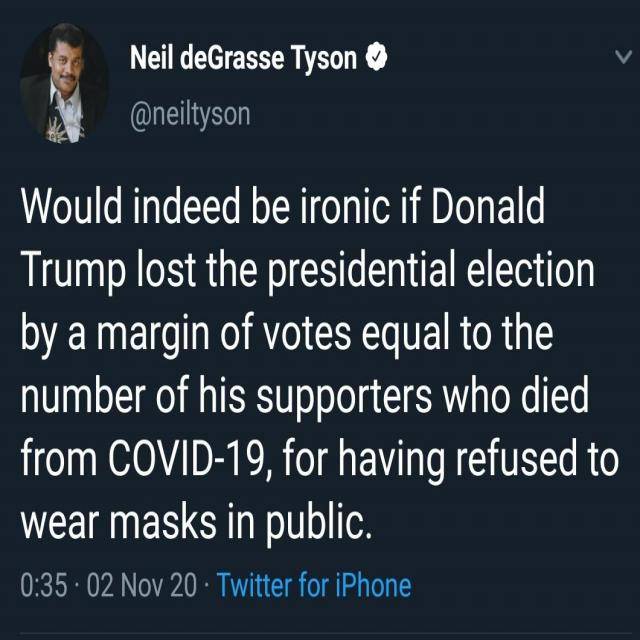 Neil deGrasse Tyson
@neiltyson
Would indeed be ironic if Donald
Trump lost the presidential election
by a margin of votes equal to the
number of his supporters who died
from COVID-19, for having refused to
wear masks in public.
0:35 · 02 Nov 20 · Twitter for iPhone